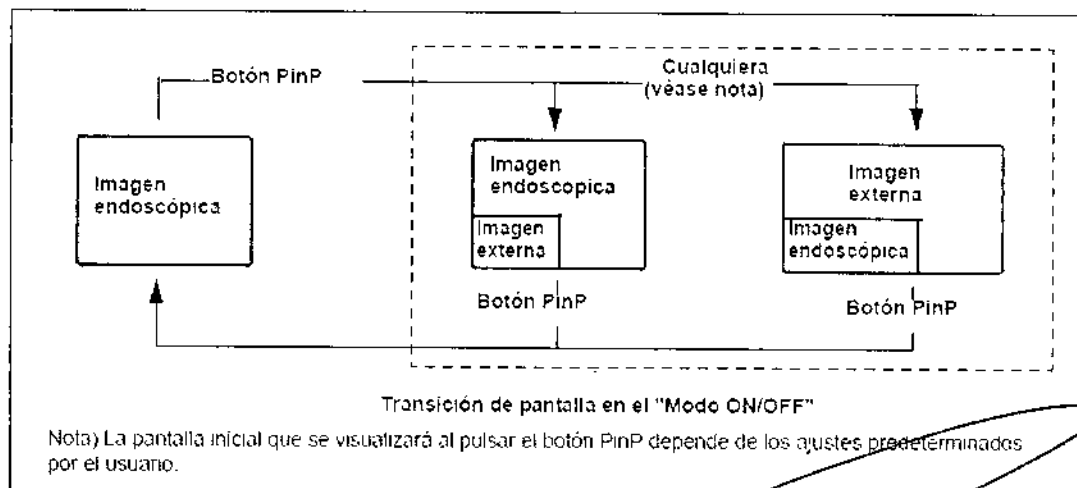 Botón PinP
Cualquiera
(véase nota)
Imagen
endoscópica
Imagen
endoscopica
Imagen
externa
Imagen
externa
Imagen
endoscópica
Botón PinP
Botón PinP
Transición de pantalla en el "Modo ON/OFF"
Nota) La pantalla inicial que se visualizará al pulsar el botón PinP depende de los ajustes predeterminados
por el usuario.